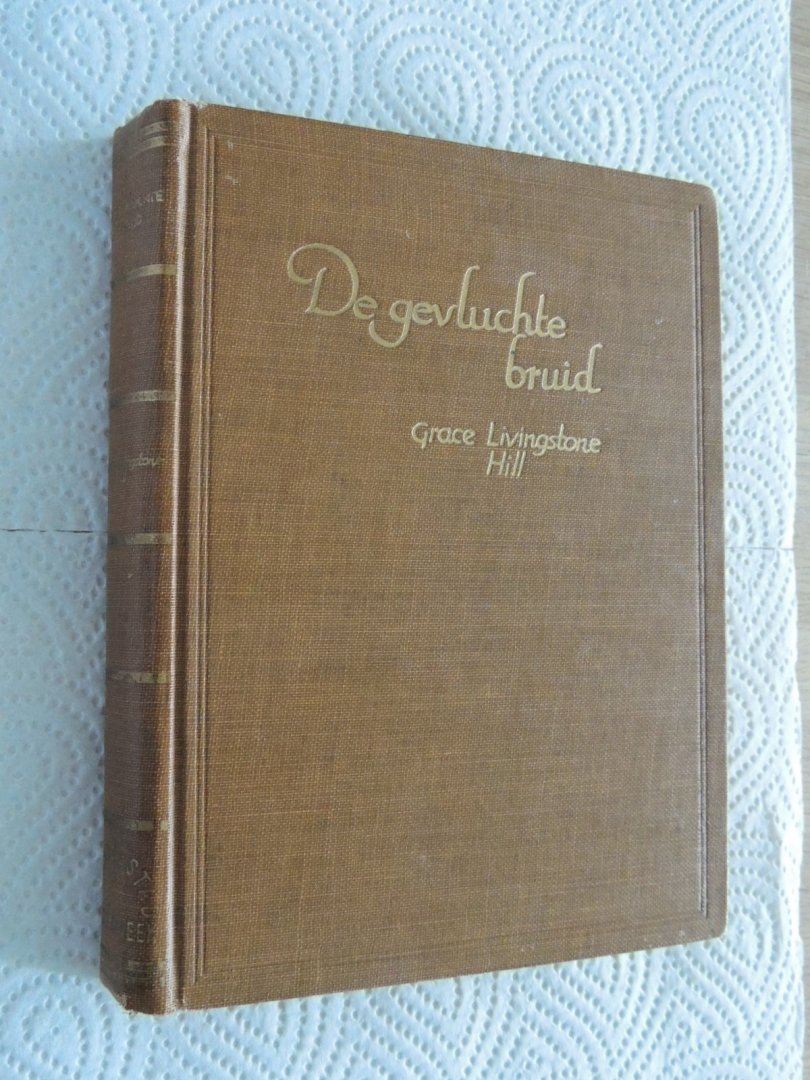 De gevluchte
bruid
Grace Livingstone
Hill